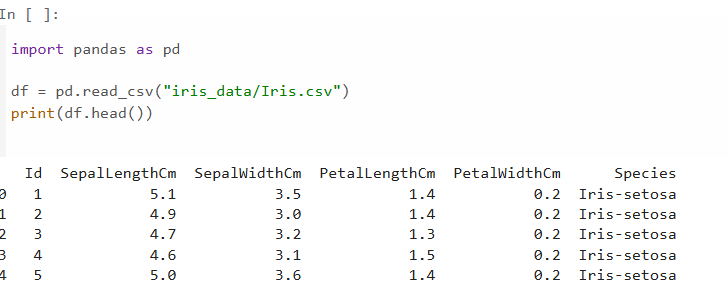 In [ ]:
import pandas as pd
df = pd.read_csv("iris_data/Iris.csv")
print(df.head())
Id SepalLengthCm SepalWidthCm PetalLengthCm PetalWidthCm Species
0 1 5.1 3.5 1.4 0.2 Iris-setosa
1 2 4.9 3.0 1.4 0.2 Iris-setosa
2 3 4.7 3.2 1.3 0.2 Iris-setosa
3 4 4.6 3.1 1.5 0.2 Iris-setosa
4 5 5.0 3.6 1.4 0.2 Iris-setosa